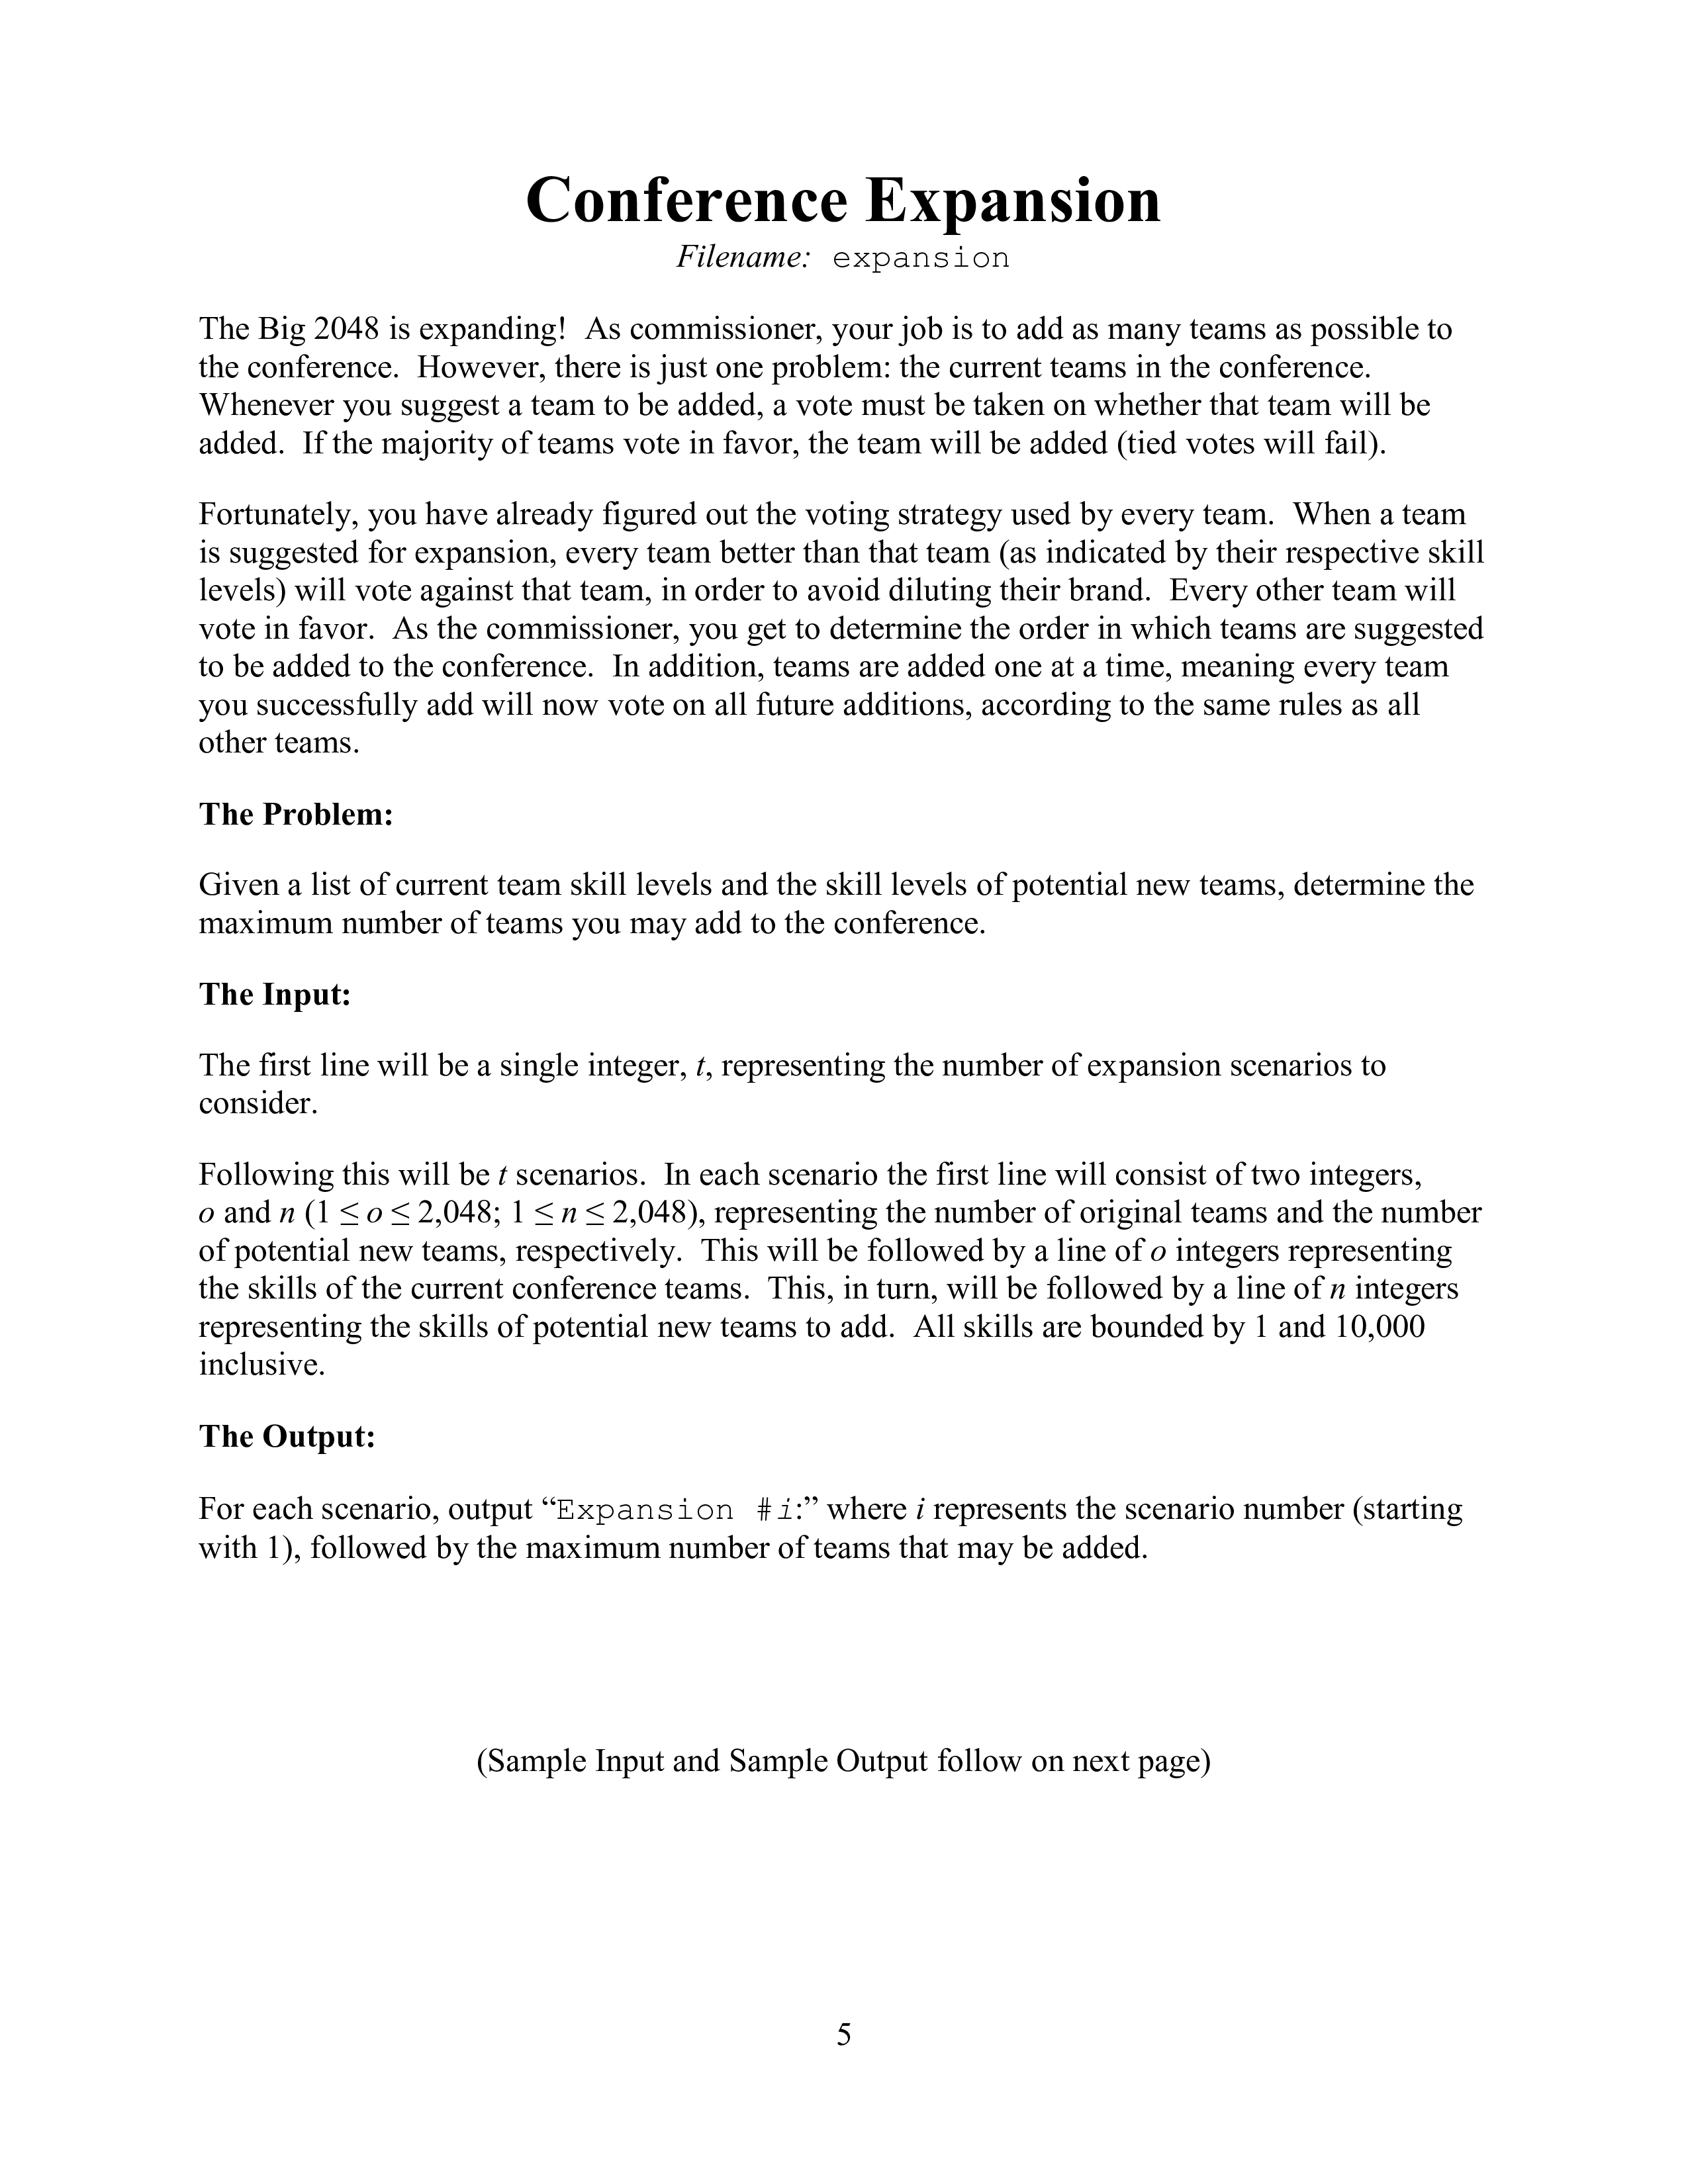 Conference Expansion
Filename: expansion
The Big 2048 is expanding! As commissioner, your job is to add as many teams as possible to
the conference. However, there is just one problem: the current teams in the conference.
Whenever you suggest a team to be added, a vote must be taken on whether that team will be
added. If the majority of teams vote in favor, the team will be added (tied votes will fail).
Fortunately, you have already figured out the voting strategy used by every team. When a team
is suggested for expansion, every team better than that team (as indicated by their respective skill
levels) will vote against that team, in order to avoid diluting their brand. Every other team will
vote in favor. As the commissioner, you get to determine the order in which teams are suggested
to be added to the conference. In addition, teams are added one at a time, meaning every team
you successfully add will now vote on all future additions, according to the same rules as all
other teams.
The Problem:
Given a list of current team skill levels and the skill levels of potential new teams, determine the
maximum number of teams you may add to the conference.
The Input:
The first line will be a single integer, t, representing the number of expansion scenarios to
consider.
Following this will be t scenarios. In each scenario the first line will consist of two integers,
o and n (1 ≤ o ≤ 2,048; 1 ≤ n ≤ 2,048), representing the number of original teams and the number
of potential new teams, respectively. This will be followed by a line of o integers representing
the skills of the current conference teams. This, in turn, will be followed by a line of n integers
representing the skills of potential new teams to add. All skills are bounded by 1 and 10,000
inclusive.
The Output:
For each scenario, output “Expansion #i:” where i represents the scenario number (starting
with 1), followed by the maximum number of teams that may be added.
(Sample Input and Sample Output follow on next page)
5